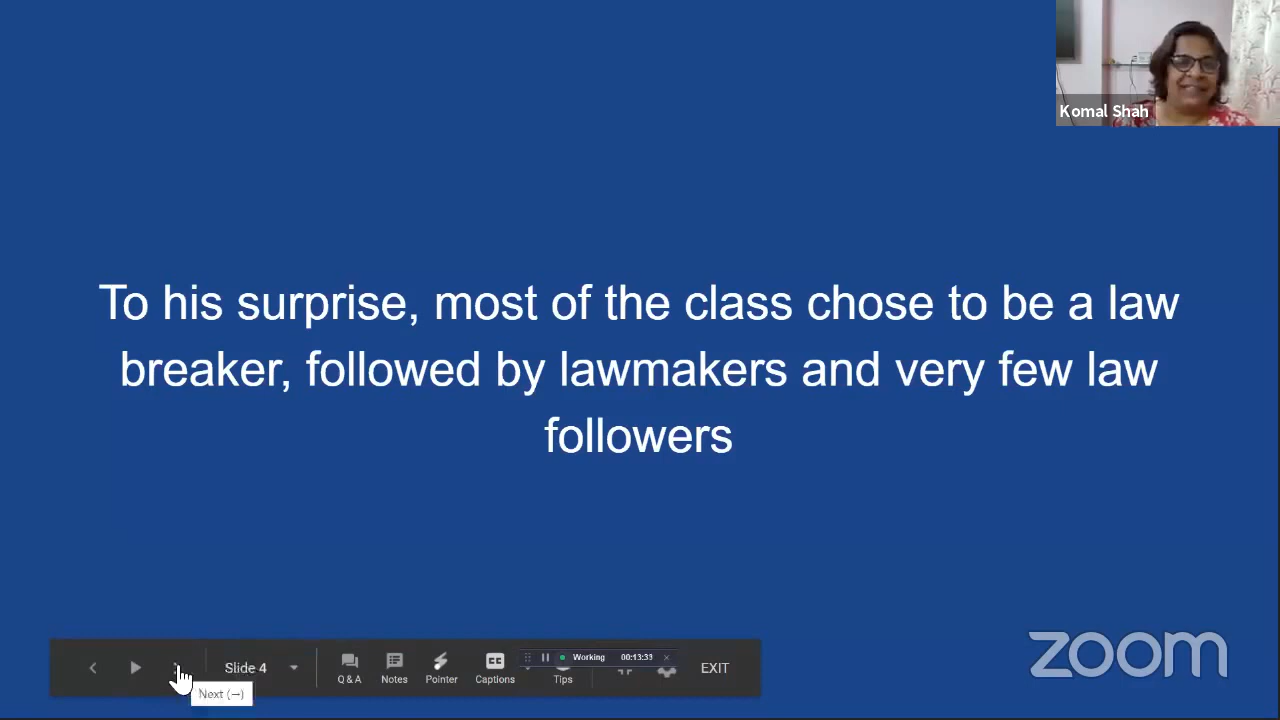 Komal Shah
To his surprise, most of the class chose to be a law
breaker, followed by lawmakers and very few law
followers
Working 00:13:33
Slide 4
Q & A Notes Pointer Captions Tips EXIT
Next (→)
zoom